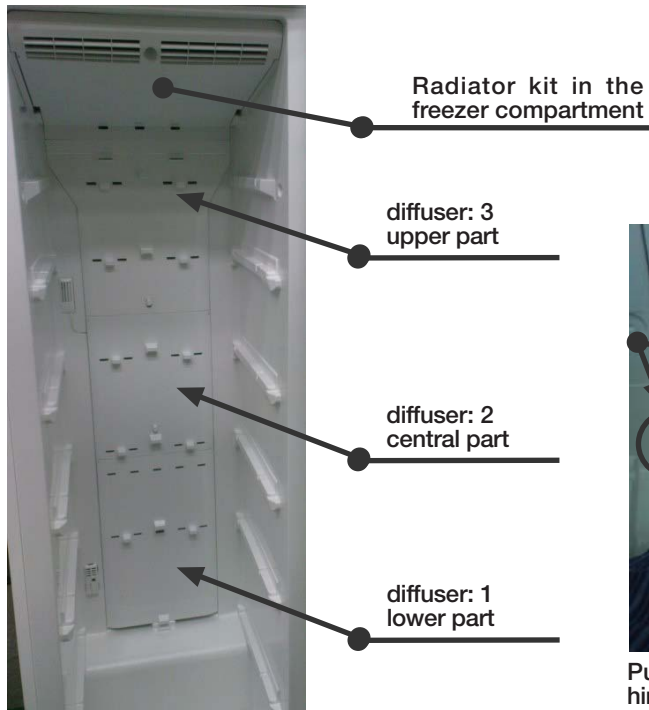 Radiator kit in the
freezer compartment
diffuser: 3
upper part
diffuser: 2
central part
diffuser: 1
lower part